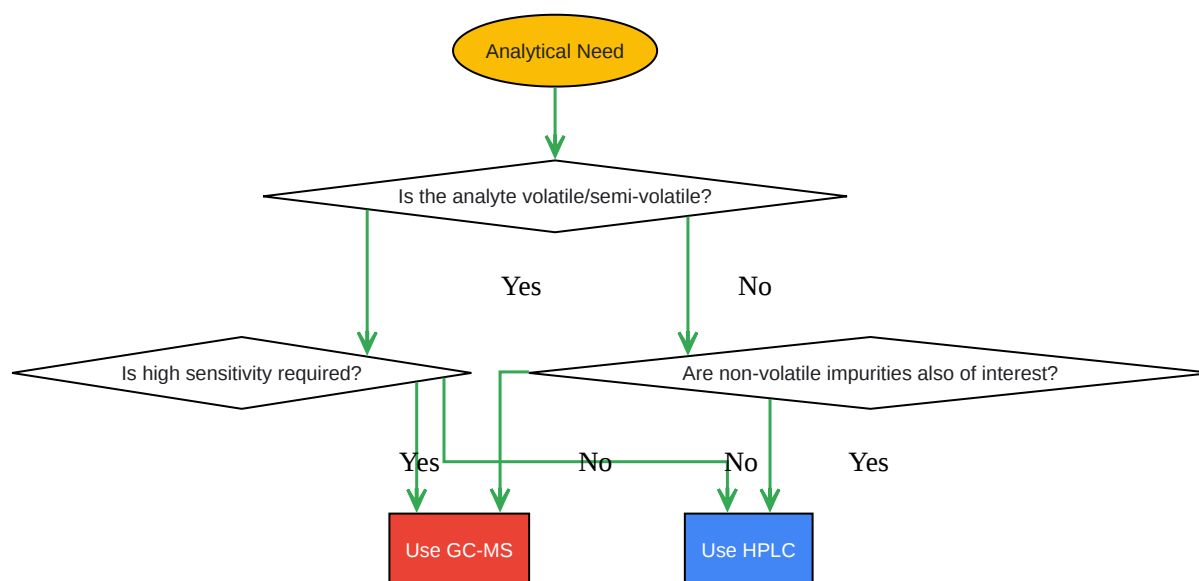 Analytical Need
Is the analyte volatile/semi-volatile?
Yes
No
Is high sensitivity required?
Are non-volatile impurities also of interest?
Yes
No
No
Yes
Use GC-MS
Use HPLC